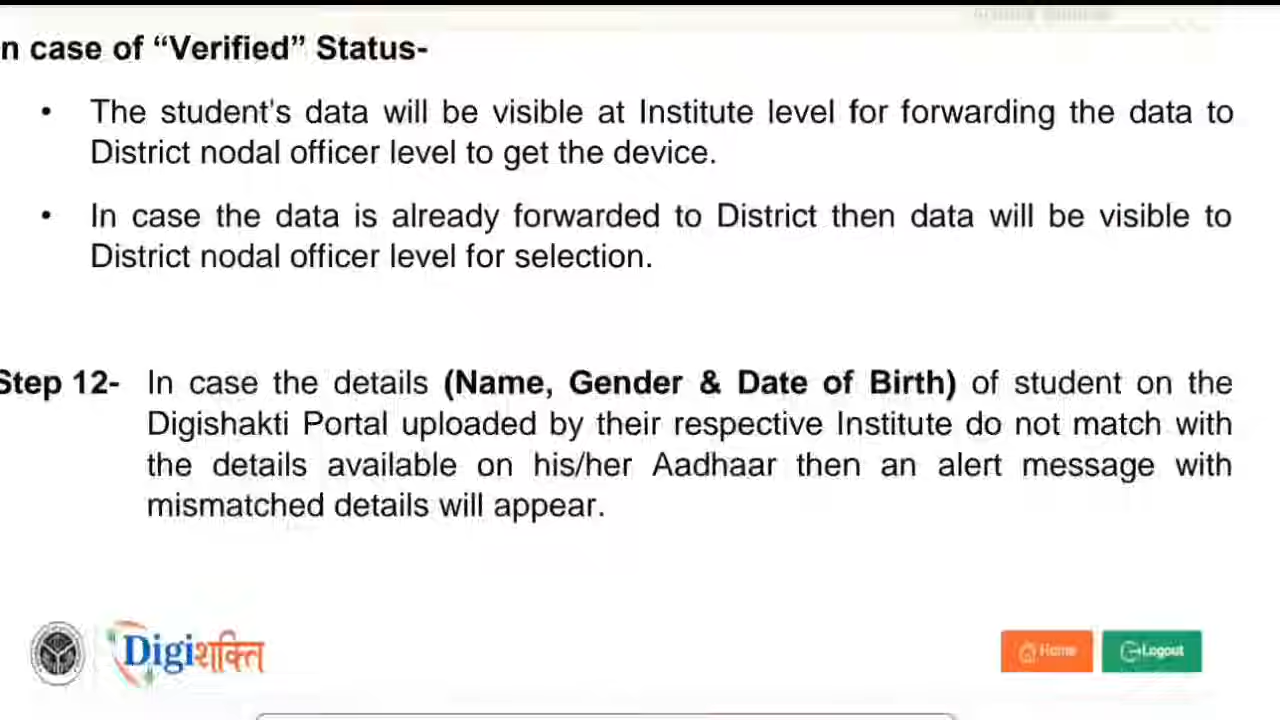 n case of “Verified” Status-
• The student's data will be visible at Institute level for forwarding the data to
District nodal officer level to get the device.
• In case the data is already forwarded to District then data will be visible to
District nodal officer level for selection.
Step 12- In case the details (Name, Gender & Date of Birth) of student on the
Digishakti Portal uploaded by their respective Institute do not match with
the details available on his/her Aadhaar then an alert message with
mismatched details will appear.
Digiशक्ति Home Logout